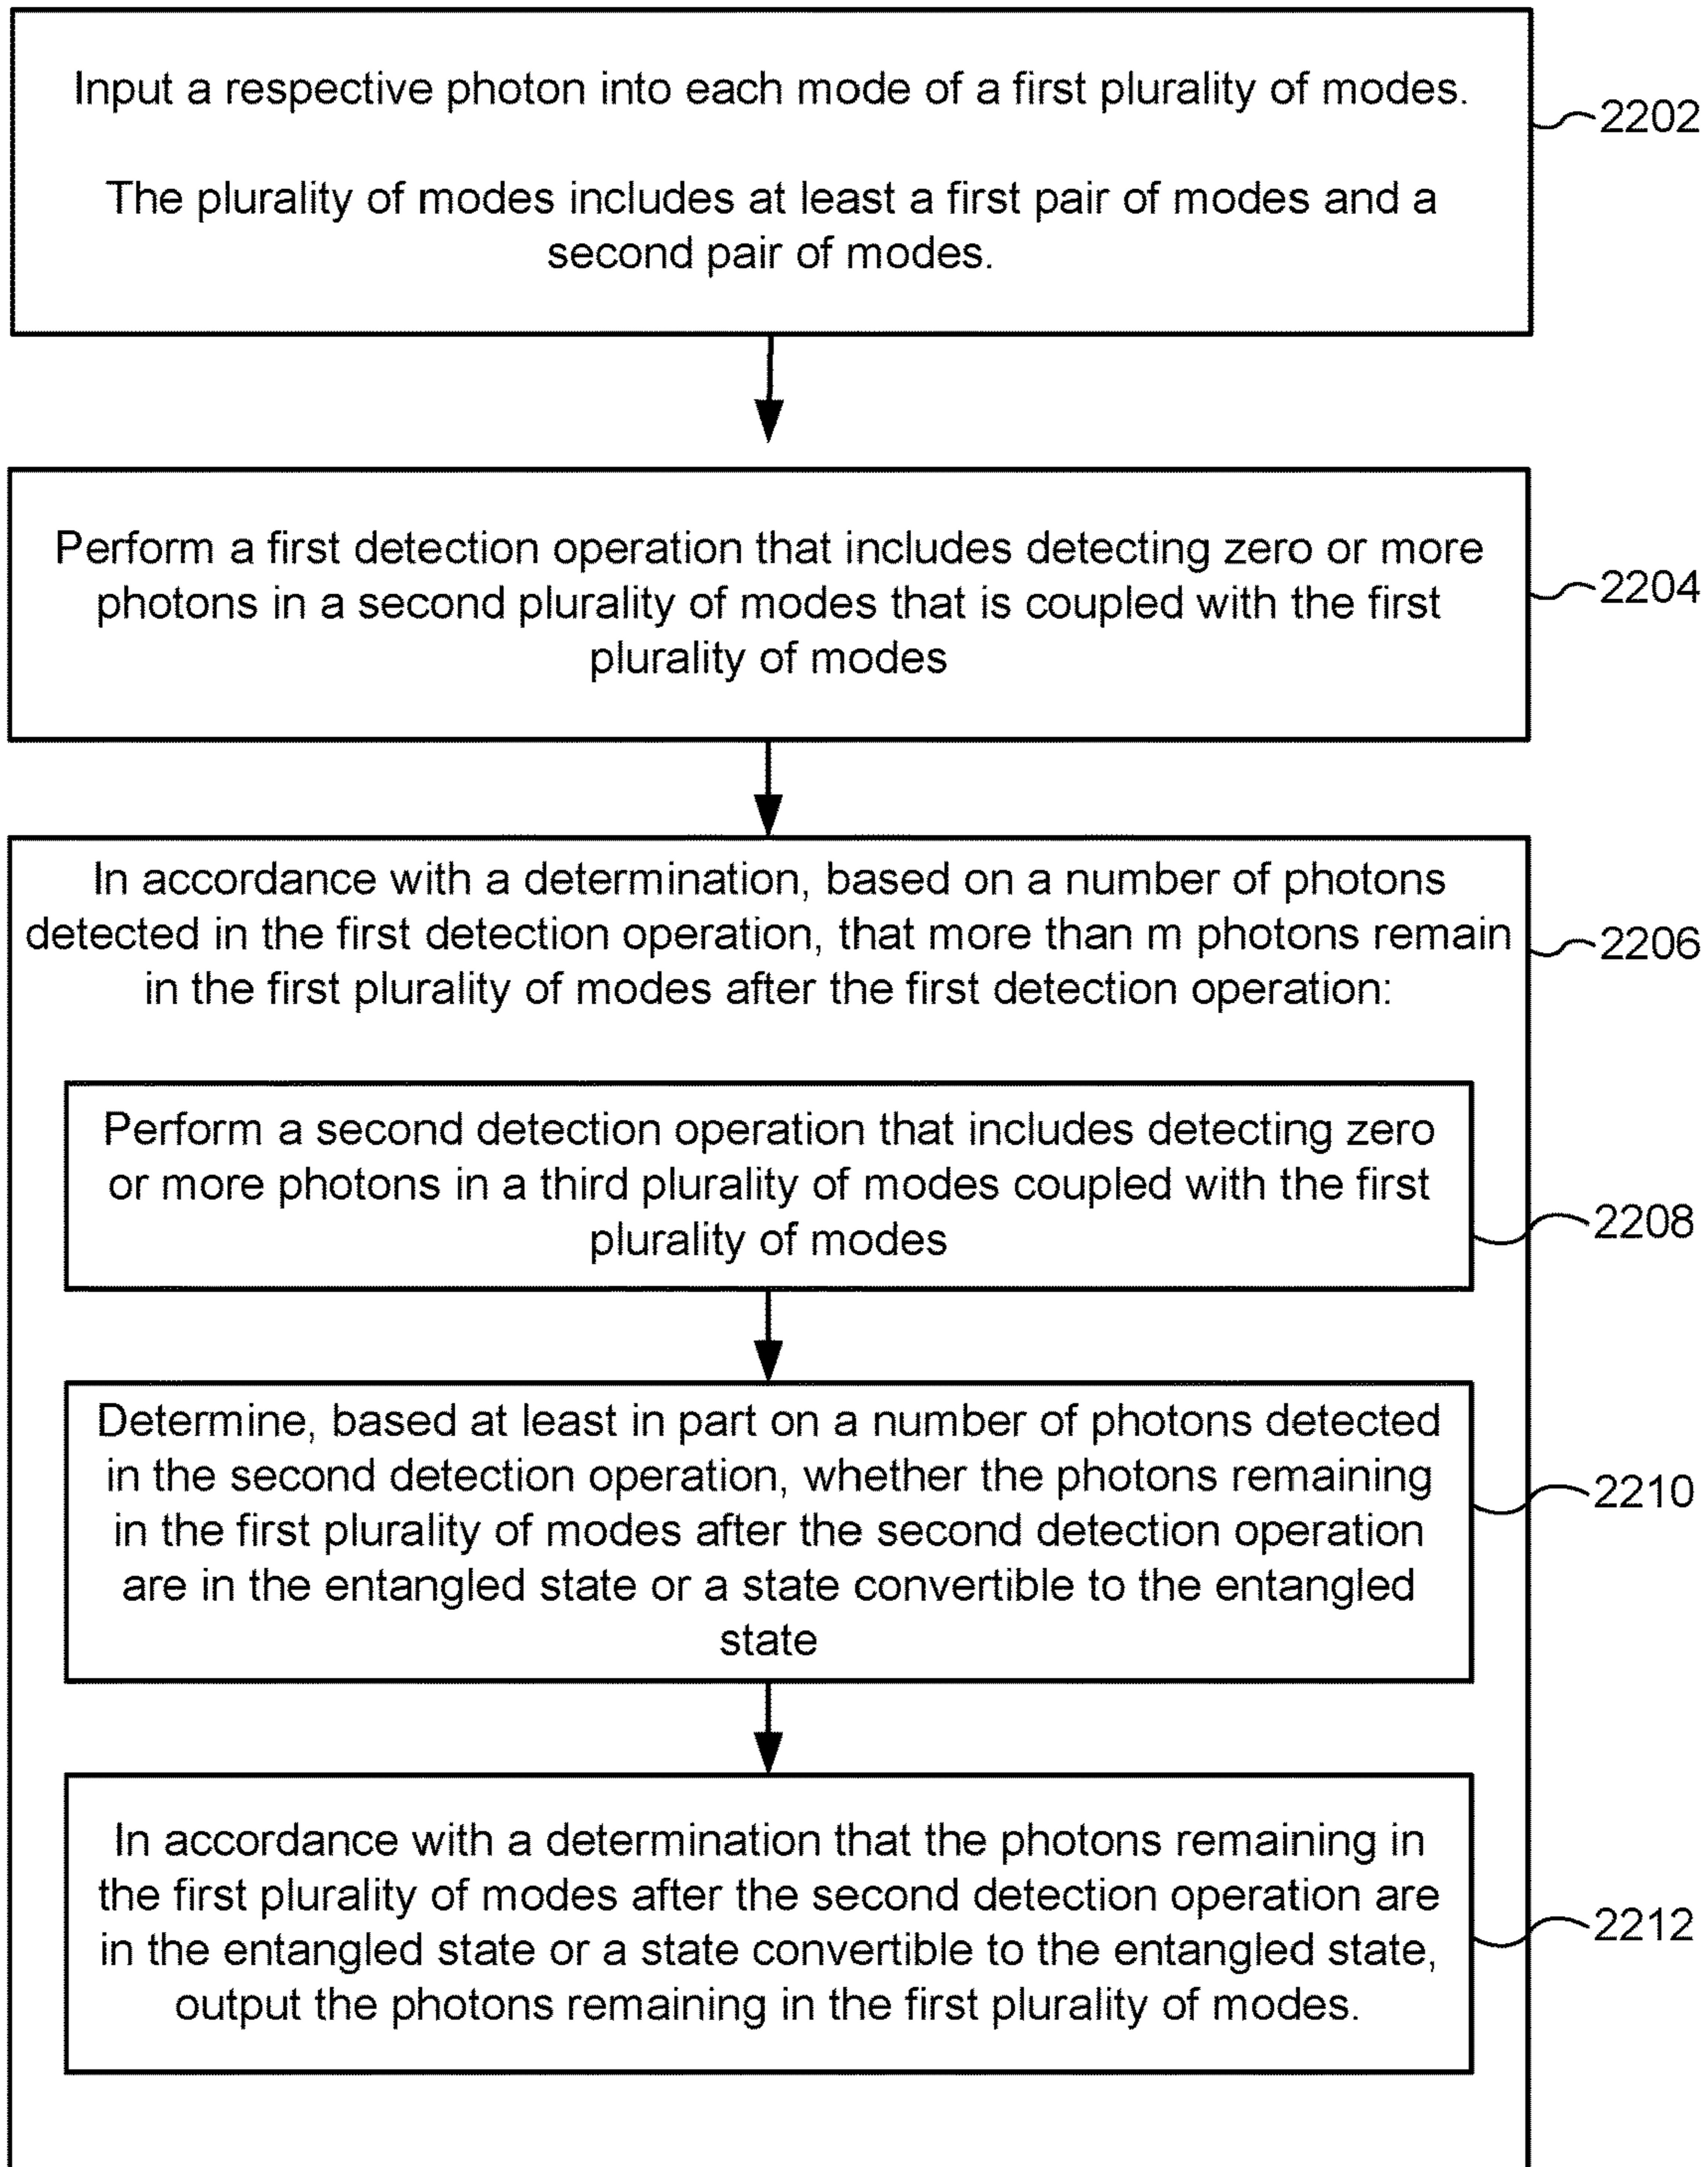 Input a respective photon into each mode of a first plurality of modes.
The plurality of modes includes at least a first pair of modes and a
second pair of modes.
2202
Perform a first detection operation that includes detecting zero or more
photons in a second plurality of modes that is coupled with the first
plurality of modes
2204
In accordance with a determination, based on a number of photons
detected in the first detection operation, that more than m photons remain
in the first plurality of modes after the first detection operation:
2206
Perform a second detection operation that includes detecting zero
or more photons in a third plurality of modes coupled with the first
plurality of modes
2208
Determine, based at least in part on a number of photons detected
in the second detection operation, whether the photons remaining
in the first plurality of modes after the second detection operation
are in the entangled state or a state convertible to the entangled
state
2210
In accordance with a determination that the photons remaining in
the first plurality of modes after the second detection operation are
in the entangled state or a state convertible to the entangled state,
output the photons remaining in the first plurality of modes.
2212